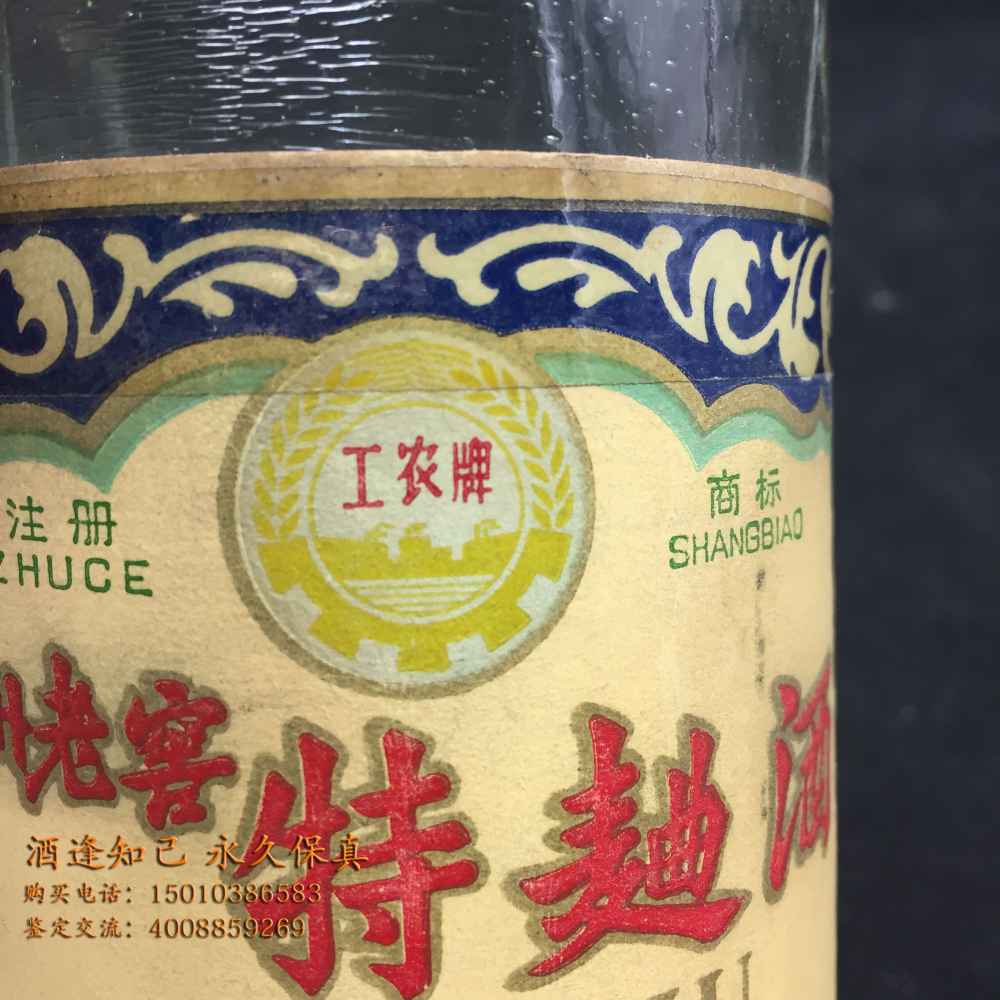 工农牌
注册 商标
ZHUCE SHANGBIAO
州老窖 特麯酒
酒逢知己 永久保真
购买电话：15010386583
鉴定交流：4008859269